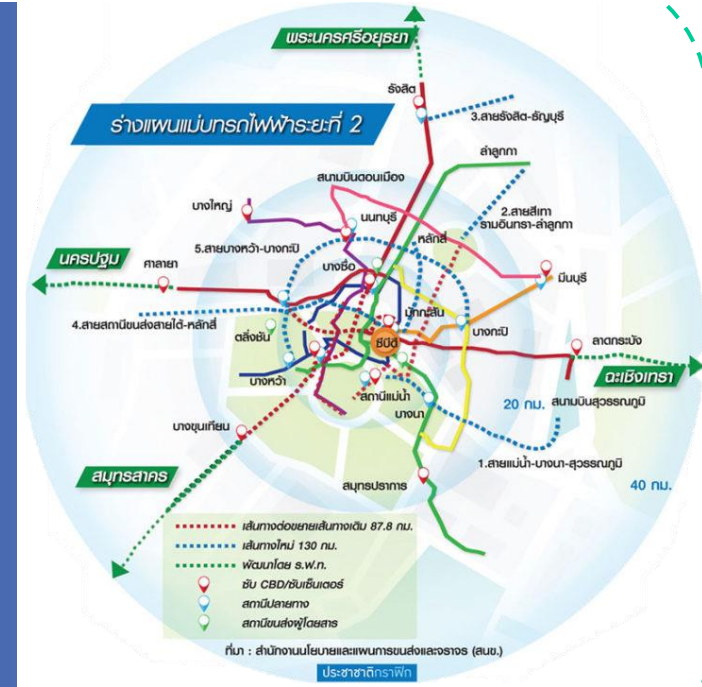 พระนครศรีอยุธยา
รังสิต
ร่างแผนแม่บทรถไฟฟ้าระยะที่ 2
3.สายรังสิต-ธัญบุรี
ลำลูกกา
สนามบินดอนเมือง
บางใหญ่
นนทบุรี
หลักสี่
2.สายสีเทา
รามอินทรา-ลำลูกกา
5.สายบางหว้า-บางกะปิ
นครปฐม
ศาลายา
บางซื่อ
มีนบุรี
มักกะสัน
4.สายสถานีขนส่งสายใต้-หลักสี่
ตลิ่งชัน
ซีบีดี
บางกะปิ
ลาดกระบัง
ฉะเชิงเทรา
บางหว้า
สถานีแม่น้ำ
บางนา
20 กม.
สนามบินสุวรรณภูมิ
บางขุนเทียน
1.สายแม่น้ำ-บางนา-สุวรรณภูมิ
สมุทรสาคร
สมุทรปราการ
40 กม.
เส้นทางต่อขยายเส้นทางเดิม 87.8 กม.
เส้นทางใหม่ 130 กม.
พัฒนาโดย ร.ฟ.ท.
ซับ CBD/ซับเซ็นเตอร์
สถานีปลายทาง
สถานีขนส่งผู้โดยสาร
ที่มา : สำนักงานนโยบายและแผนการขนส่งและจราจร (สนข.)
ประชาชาติกราฟิก